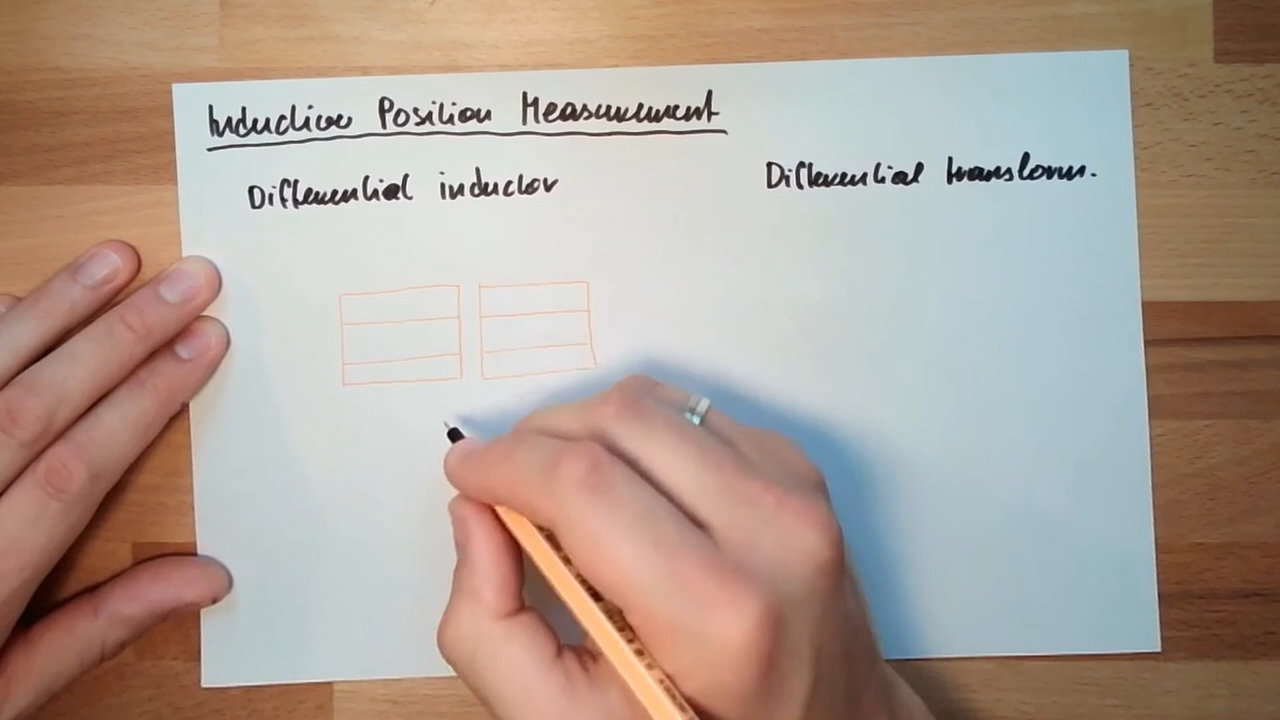 Inductive Position Measurement
Differential inductor
Differential transform.